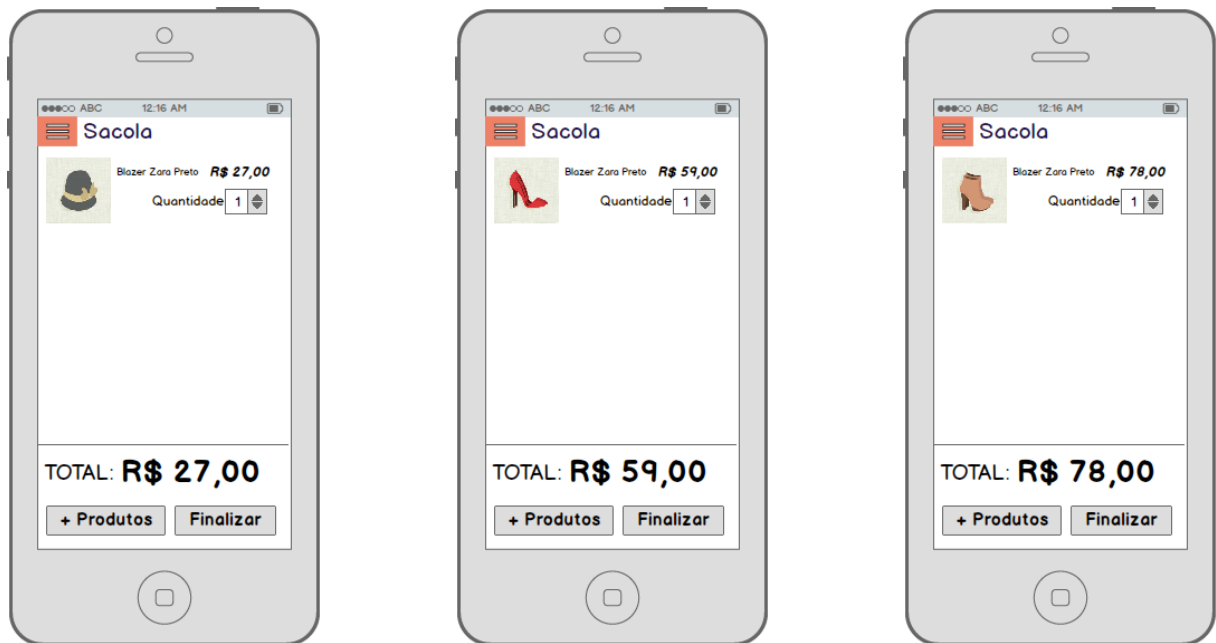 ABC 12:16 AM
Sacola
Blazer Zara Preto R$ 27,00
Quantidade 1
TOTAL: R$ 27,00
+ Produtos Finalizar
ABC 12:16 AM
Sacola
Blazer Zara Preto R$ 59,00
Quantidade 1
TOTAL: R$ 59,00
+ Produtos Finalizar
ABC 12:16 AM
Sacola
Blazer Zara Preto R$ 78,00
Quantidade 1
TOTAL: R$ 78,00
+ Produtos Finalizar